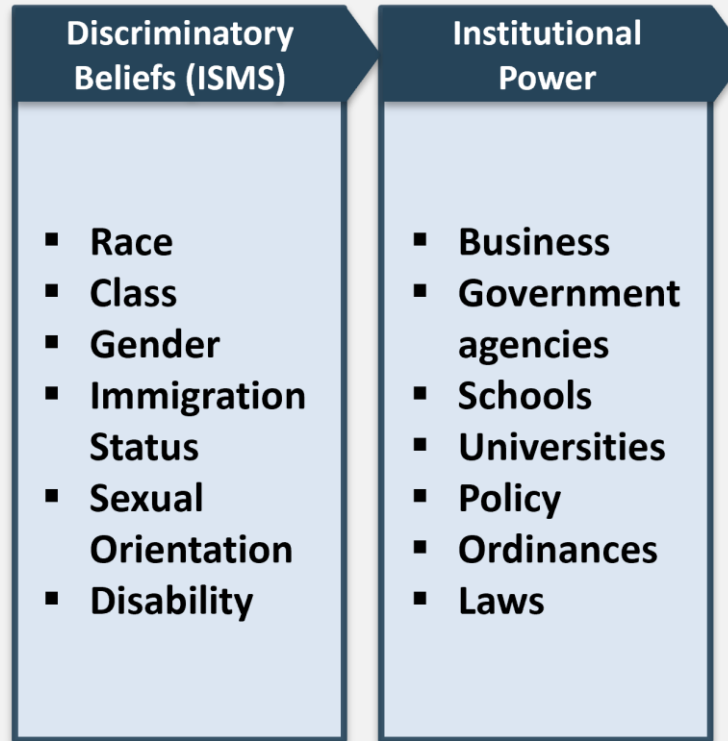 Discriminatory
Beliefs (ISMS)
▪ Race
▪ Class
▪ Gender
▪ Immigration
Status
▪ Sexual
Orientation
▪ Disability
Institutional
Power
▪ Business
▪ Government
agencies
▪ Schools
▪ Universities
▪ Policy
▪ Ordinances
▪ Laws